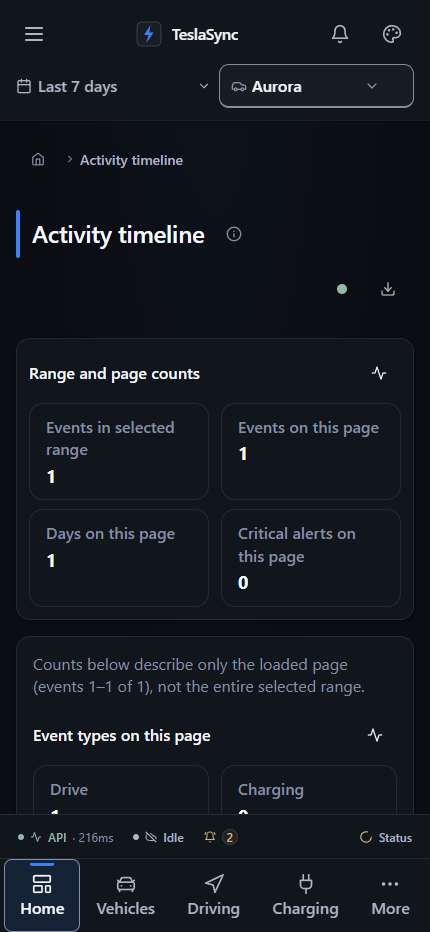 TeslaSync
Last 7 days
Aurora
Activity timeline
Activity timeline
Range and page counts
Events in selected
range
1
Events on this page
1
Days on this page
1
Critical alerts on
this page
0
Counts below describe only the loaded page
(events 1–1 of 1), not the entire selected range.
Event types on this page
Drive
Charging
API · 216ms
Idle
2
Status
Home
Vehicles
Driving
Charging
More